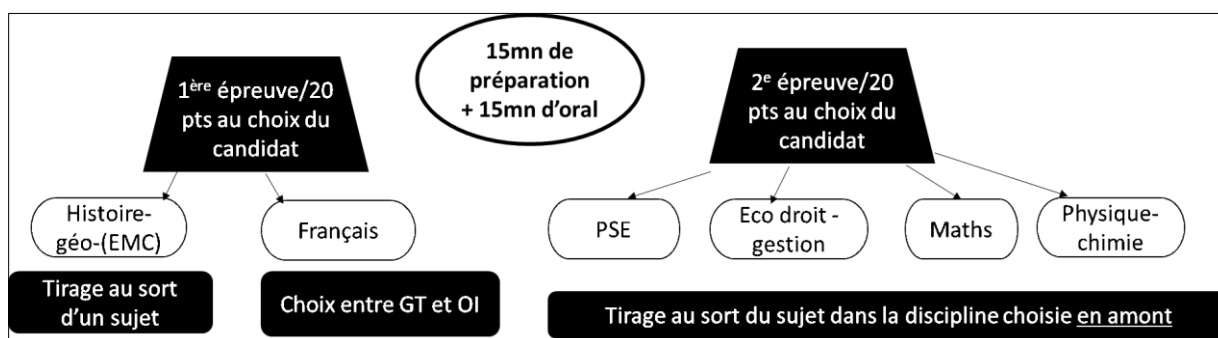 1ère épreuve/20
pts au choix du
candidat
15mn de
préparation
+ 15mn d'oral
2e épreuve/20
pts au choix du
candidat
Histoire-
géo-(EMC)
Français
PSE
Eco droit -
gestion
Maths
Physique-
chimie
Tirage au sort
d'un sujet
Choix entre GT et OI
Tirage au sort du sujet dans la discipline choisie en amont